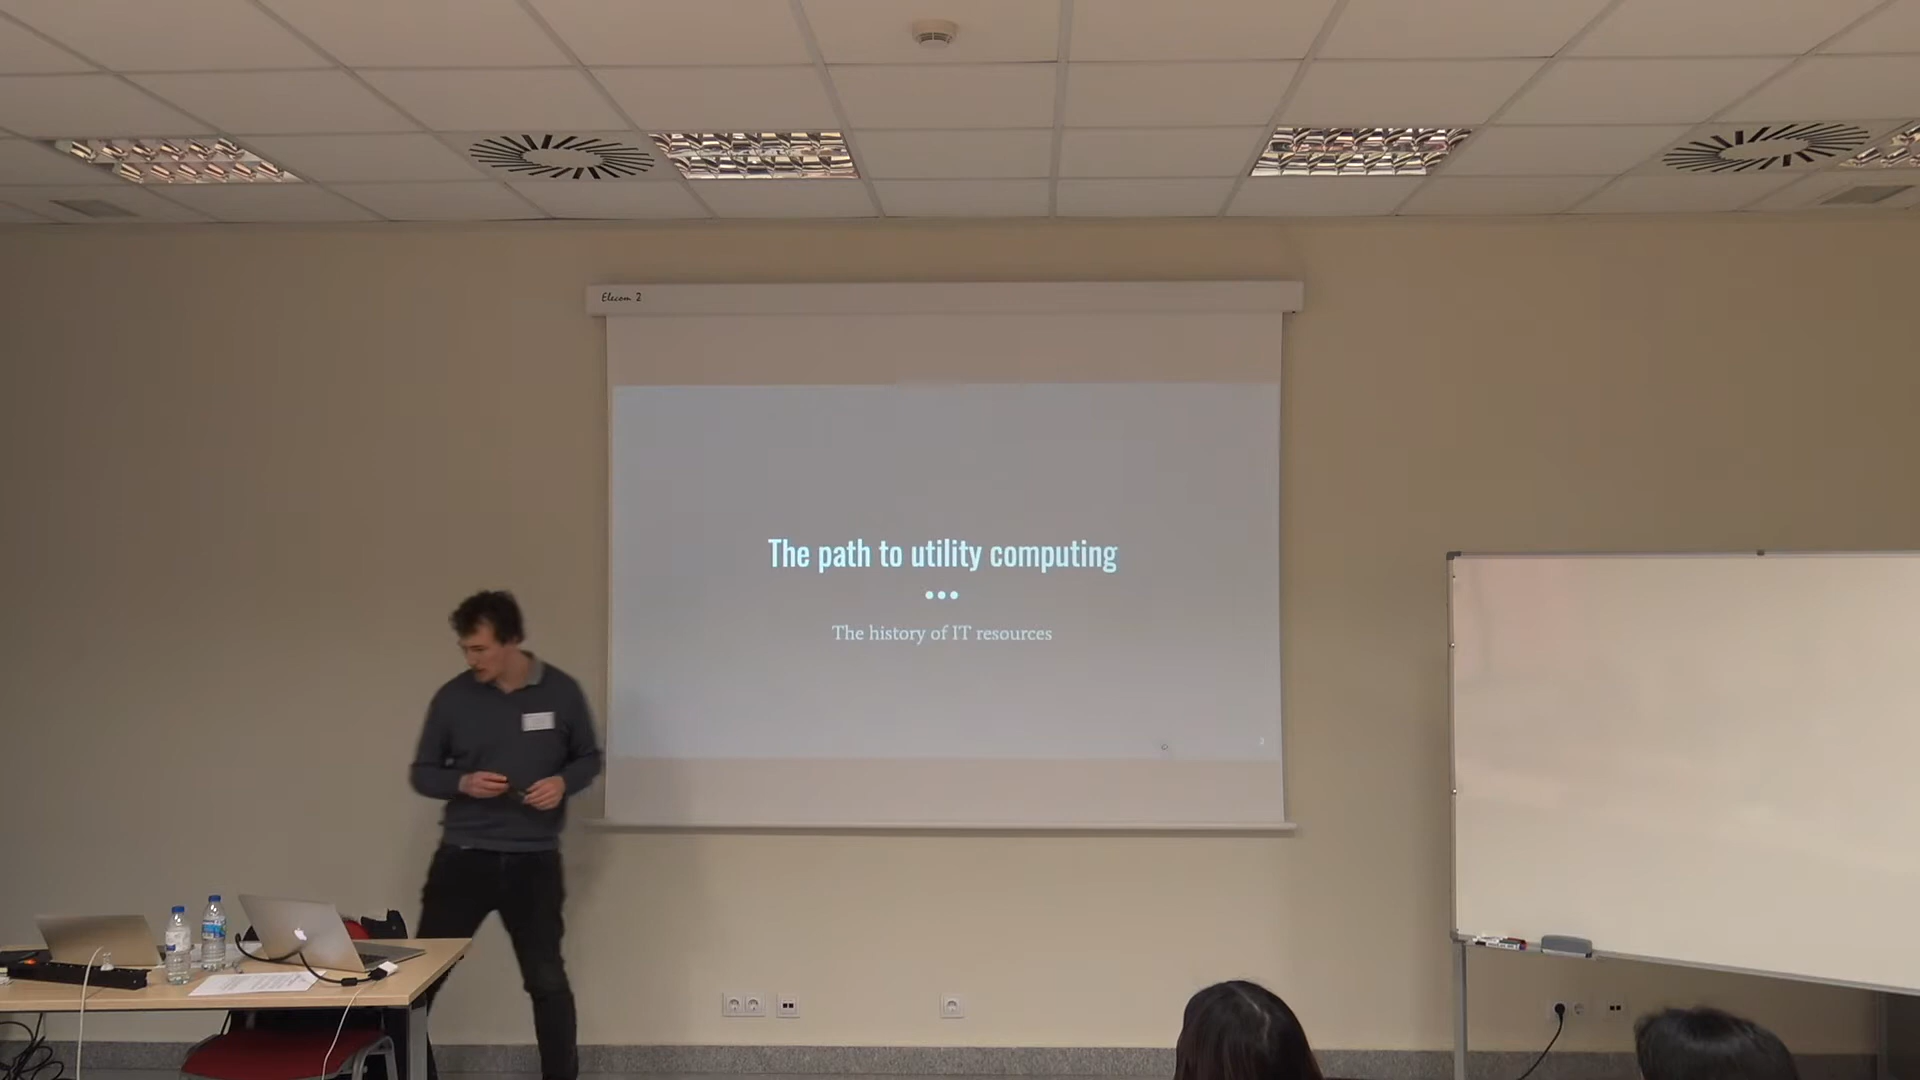 Elecom 2
The path to utility computing
The history of IT resources